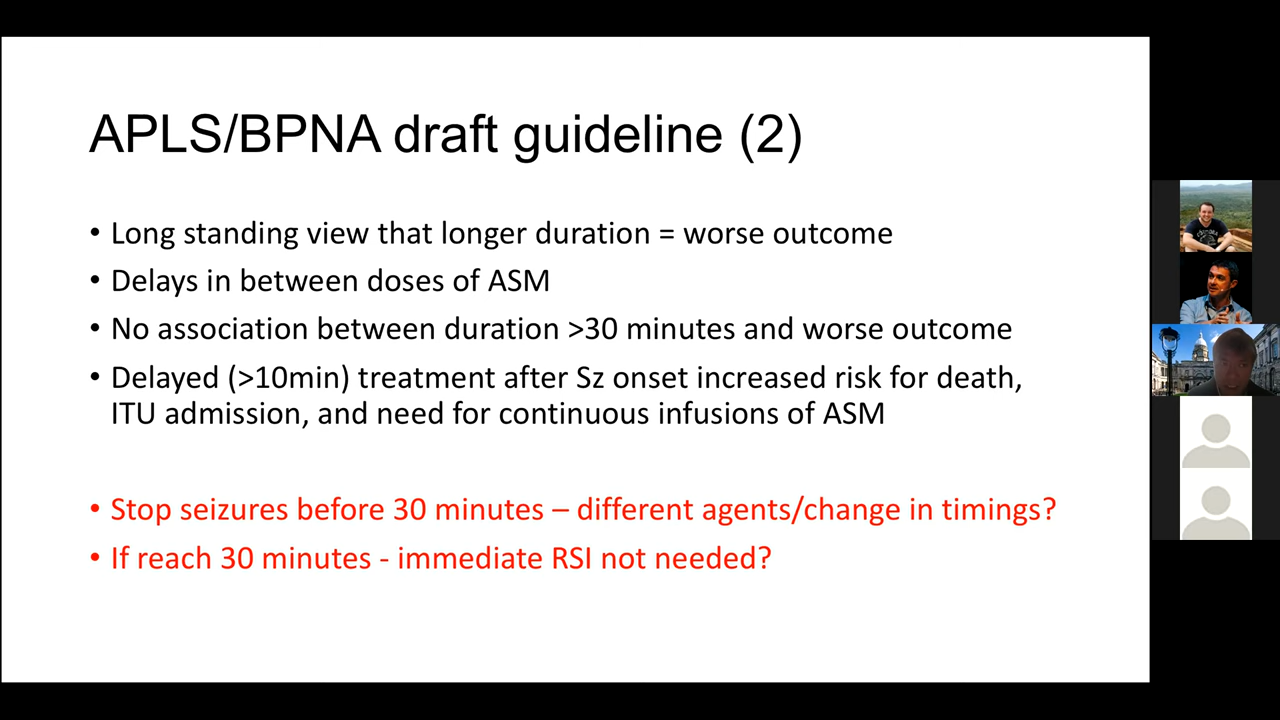 APLS/BPNA draft guideline (2)
• Long standing view that longer duration = worse outcome
• Delays in between doses of ASM
• No association between duration >30 minutes and worse outcome
• Delayed (>10min) treatment after Sz onset increased risk for death,
ITU admission, and need for continuous infusions of ASM
• Stop seizures before 30 minutes – different agents/change in timings?
• If reach 30 minutes - immediate RSI not needed?